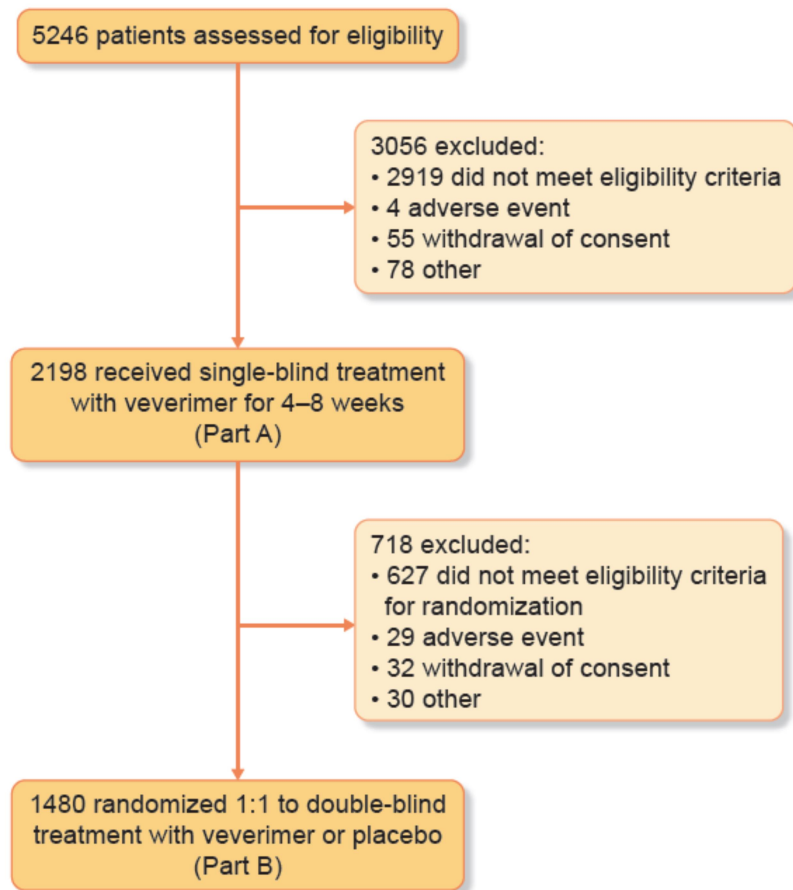 5246 patients assessed for eligibility
3056 excluded:
• 2919 did not meet eligibility criteria
• 4 adverse event
• 55 withdrawal of consent
• 78 other
2198 received single-blind treatment
with veverimer for 4–8 weeks
(Part A)
718 excluded:
• 627 did not meet eligibility criteria
for randomization
• 29 adverse event
• 32 withdrawal of consent
• 30 other
1480 randomized 1:1 to double-blind
treatment with veverimer or placebo
(Part B)